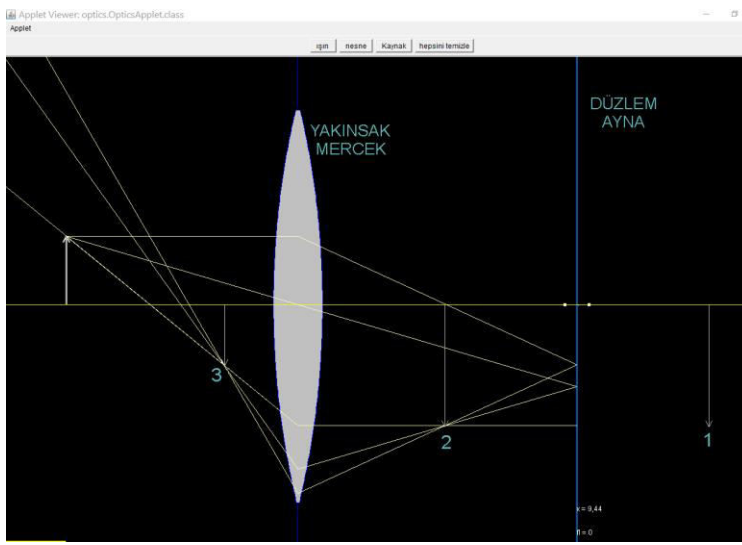 Applet Viewer: optics.OpticsApplet.class
Applet
ışın nesne Kaynak hepsini temizle
YAKINSAK
MERCEK
DÜZLEM
AYNA
3
2
1
x = 9,44
fl = 0